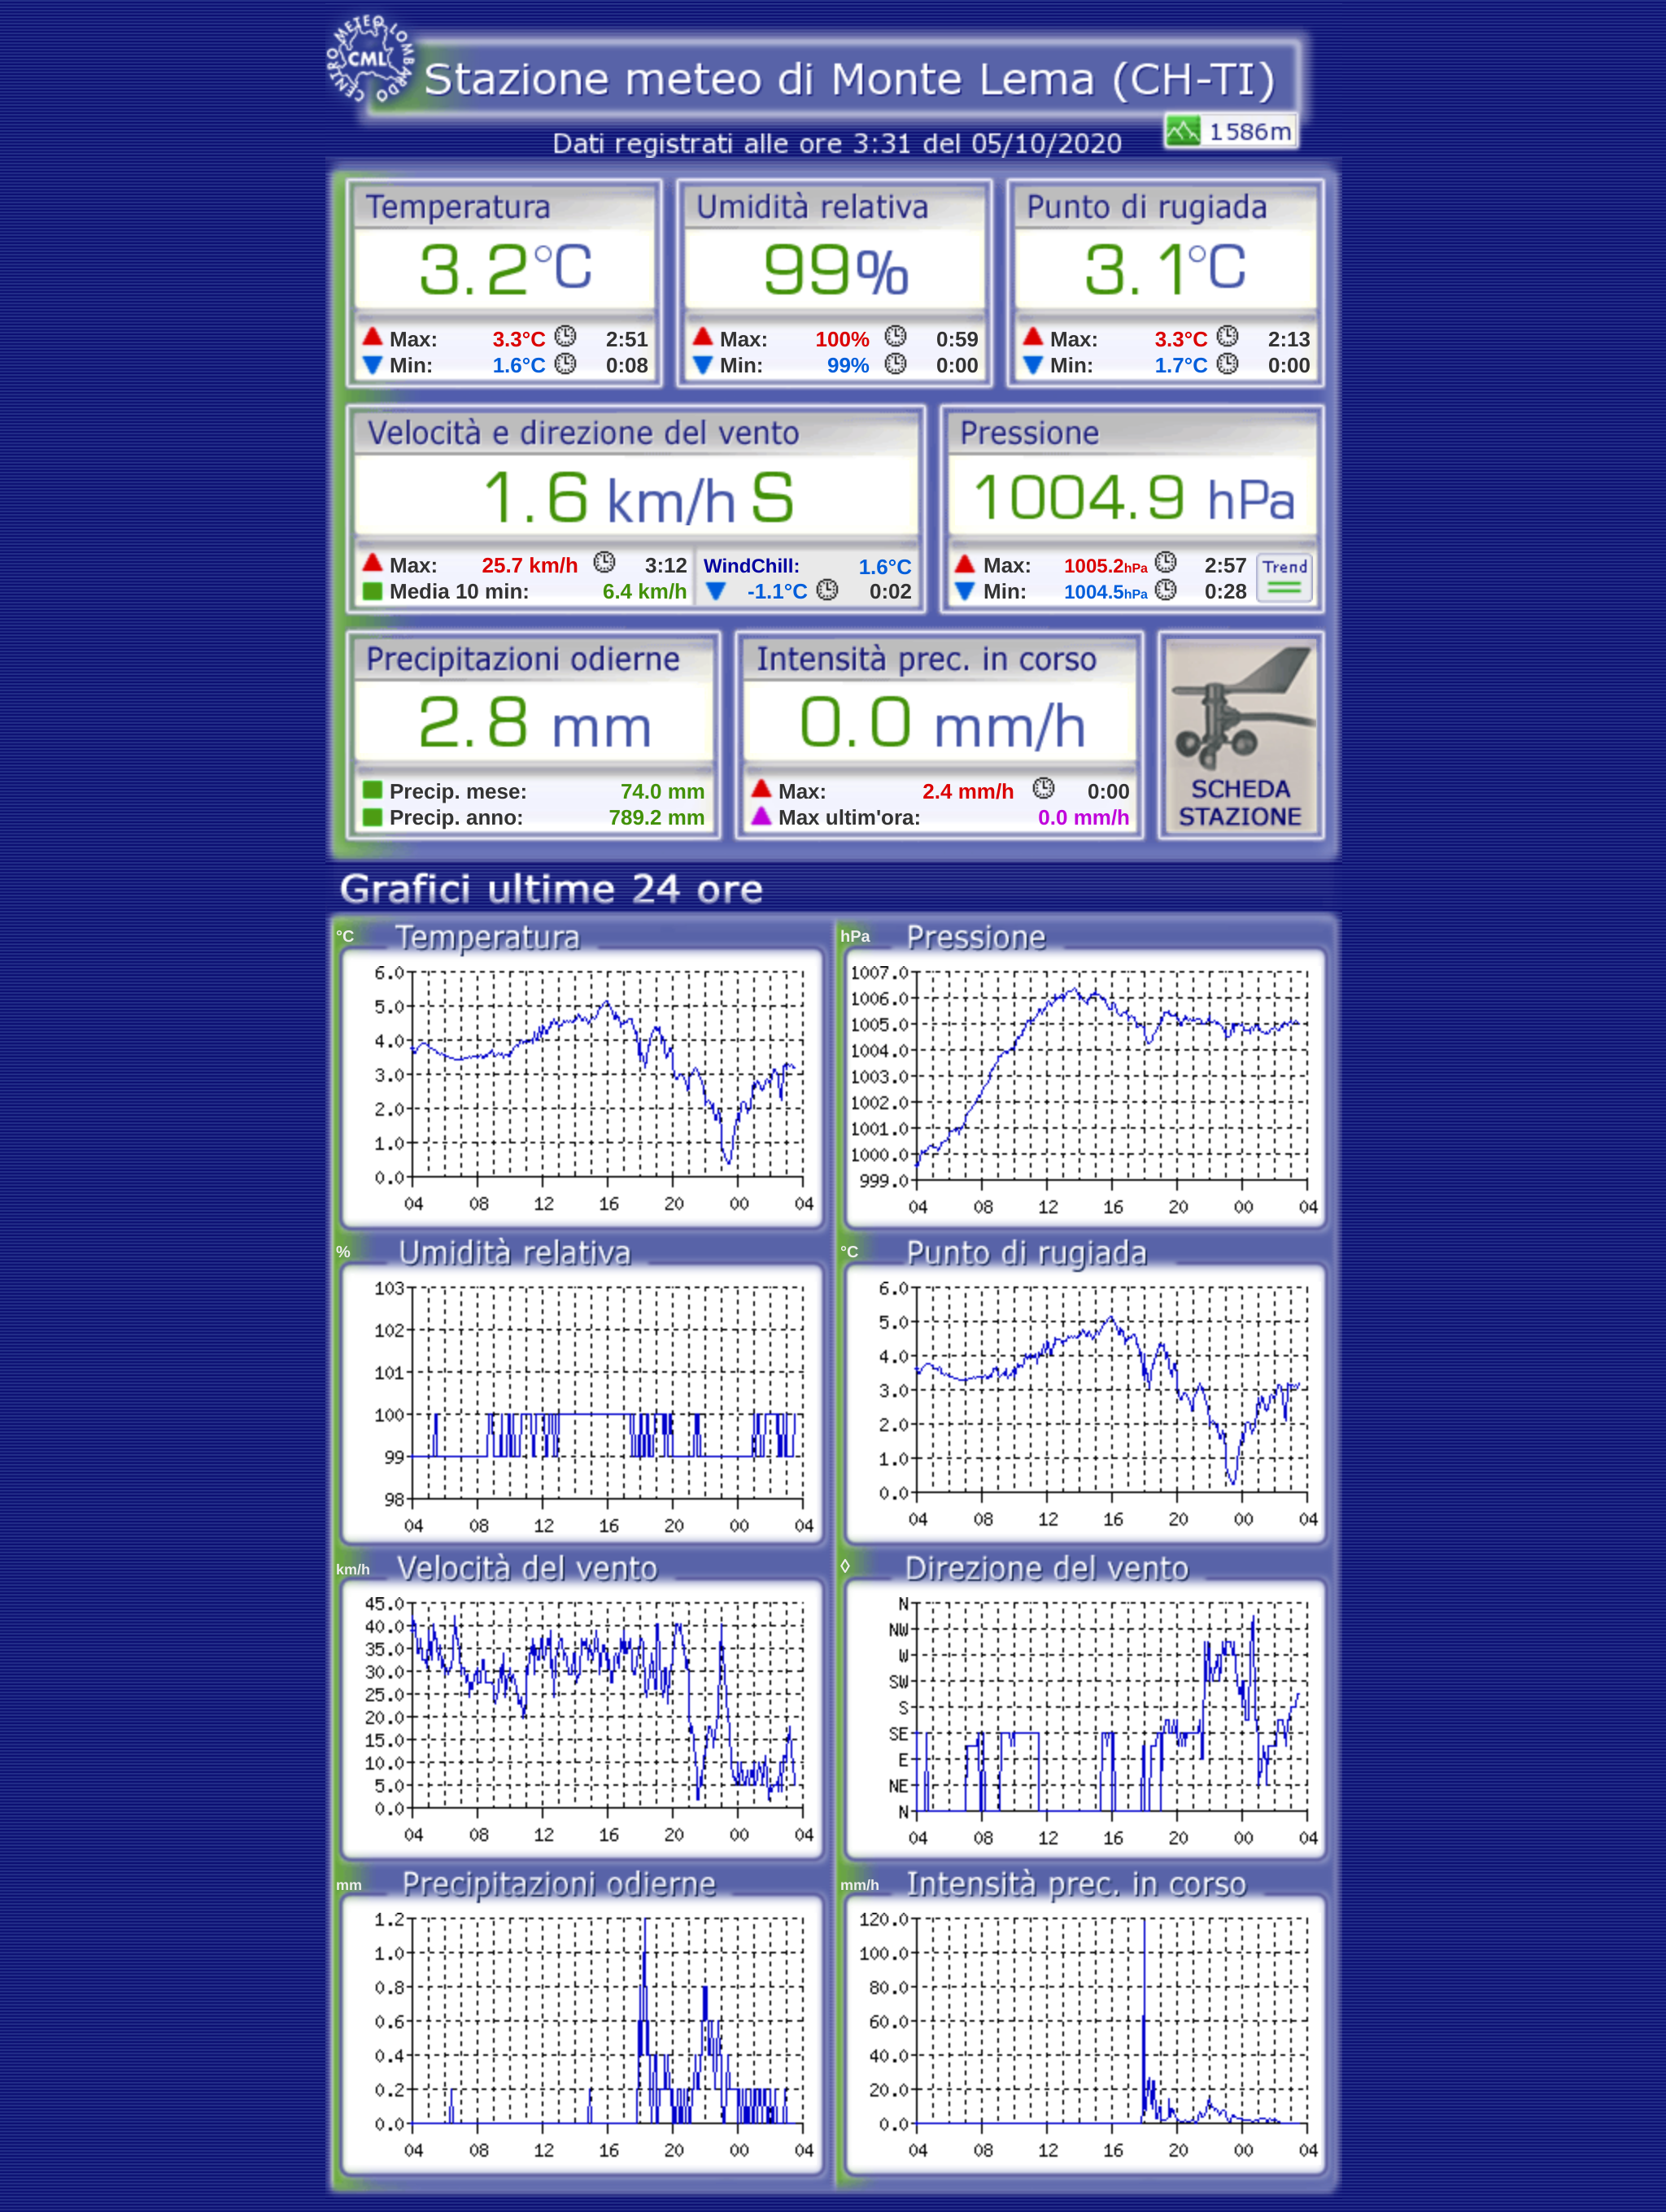 CENTRO METEO LOMBARDO
CML
Stazione meteo di Monte Lema (CH-TI)
1586m
Dati registrati alle ore 3:31 del 05/10/2020
Temperatura Umidità relativa Punto di rugiada
3.2°C 99% 3.1°C
Max: 3.3°C 2:51 Max: 100% 0:59 Max: 3.3°C 2:13
Min: 1.6°C 0:08 Min: 99% 0:00 Min: 1.7°C 0:00
Velocità e direzione del vento Pressione
1.6 km/h S 1004.9 hPa
Max: 25.7 km/h 3:12 WindChill: 1.6°C Max: 1005.2hPa 2:57 Trend
Media 10 min: 6.4 km/h -1.1°C 0:02 Min: 1004.5hPa 0:28
Precipitazioni odierne Intensità prec. in corso
2.8 mm 0.0 mm/h
Precip. mese: 74.0 mm Max: 2.4 mm/h 0:00 SCHEDA
Precip. anno: 789.2 mm Max ultim'ora: 0.0 mm/h STAZIONE
Grafici ultime 24 ore
°C Temperatura hPa Pressione
6.0 1007.0
5.0 1006.0
4.0 1005.0
3.0 1004.0
2.0 1003.0
1.0 1002.0
0.0 1001.0
1000.0
999.0
04 08 12 16 20 00 04 04 08 12 16 20 00 04
% Umidità relativa °C Punto di rugiada
103 6.0
102 5.0
101 4.0
100 3.0
99 2.0
98 1.0
0.0
04 08 12 16 20 00 04 04 08 12 16 20 00 04
km/h Velocità del vento ◊ Direzione del vento
45.0 N
40.0 NW
35.0 W
30.0 SW
25.0 S
20.0 SE
15.0 E
10.0 NE
5.0 N
0.0
04 08 12 16 20 00 04 04 08 12 16 20 00 04
mm Precipitazioni odierne mm/h Intensità prec. in corso
1.2 120.0
1.0 100.0
0.8 80.0
0.6 60.0
0.4 40.0
0.2 20.0
0.0 0.0
04 08 12 16 20 00 04 04 08 12 16 20 00 04